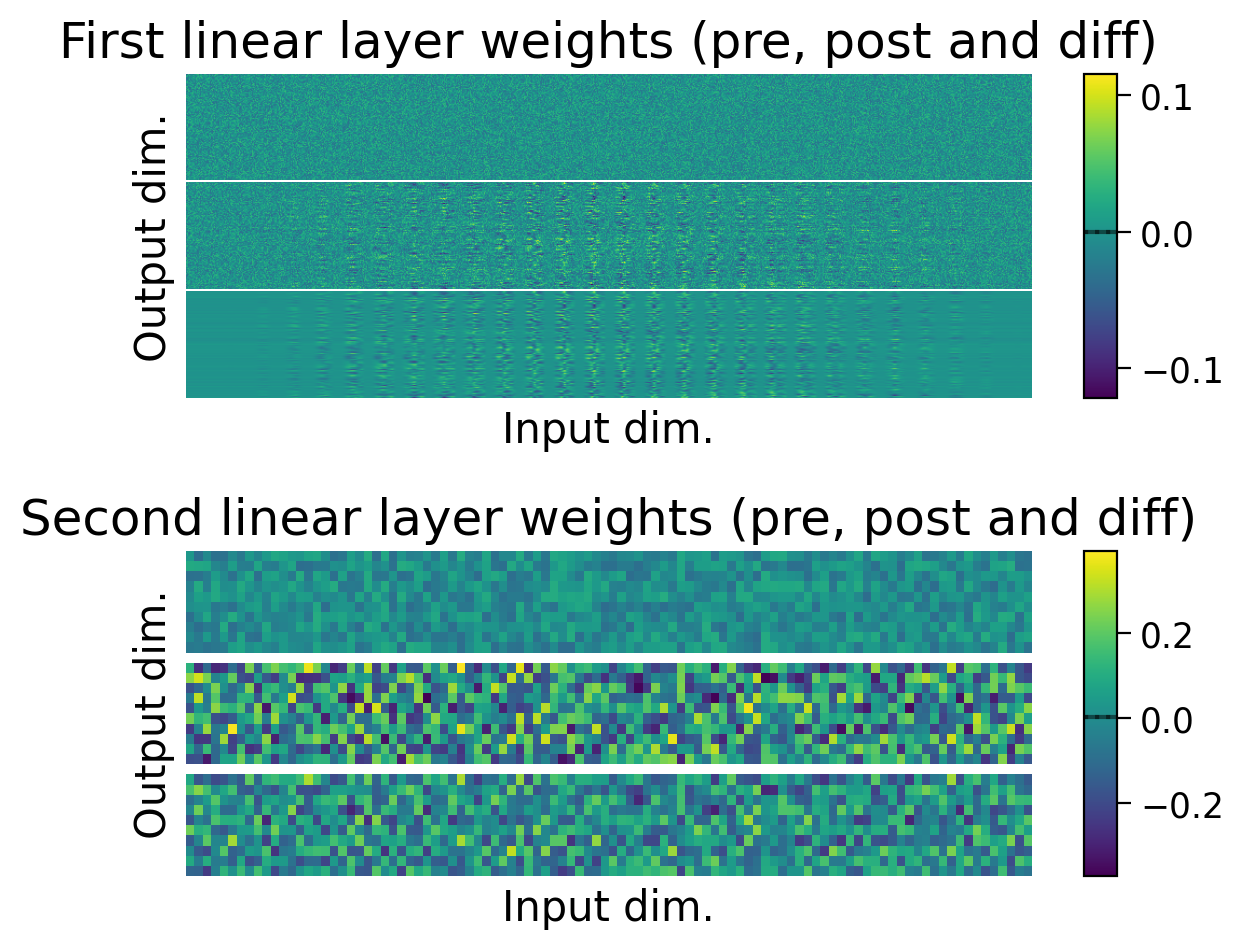 First linear layer weights (pre, post and diff)
Output dim.
Input dim.
0.1
0.0
−0.1
Second linear layer weights (pre, post and diff)
Output dim.
Input dim.
0.2
0.0
−0.2